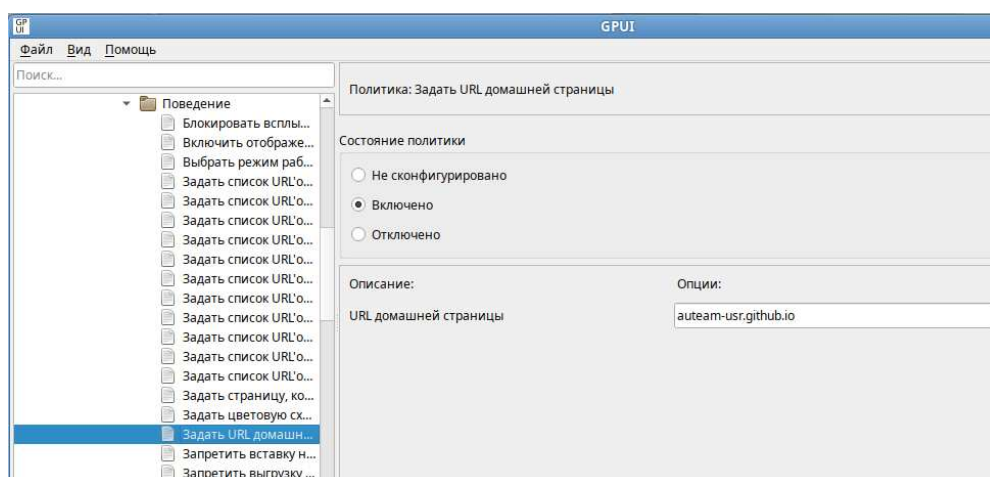 GP
UI
GPUI
Файл Вид Помощь
Поиск...
Поведение
Блокировать всплы...
Включить отображе...
Выбрать режим раб...
Задать список URL'о...
Задать список URL'о...
Задать список URL'о...
Задать список URL'о...
Задать список URL'о...
Задать список URL'о...
Задать список URL'о...
Задать список URL'о...
Задать список URL'о...
Задать список URL'о...
Задать список URL'о...
Задать страницу, ко...
Задать цветовую сх...
Задать URL домашн...
Запретить вставку н...
Запретить выгрузку ...
Политика: Задать URL домашней страницы
Состояние политики
Не сконфигурировано
Включено
Отключено
Описание:
Опции:
URL домашней страницы
auteam-usr.github.io